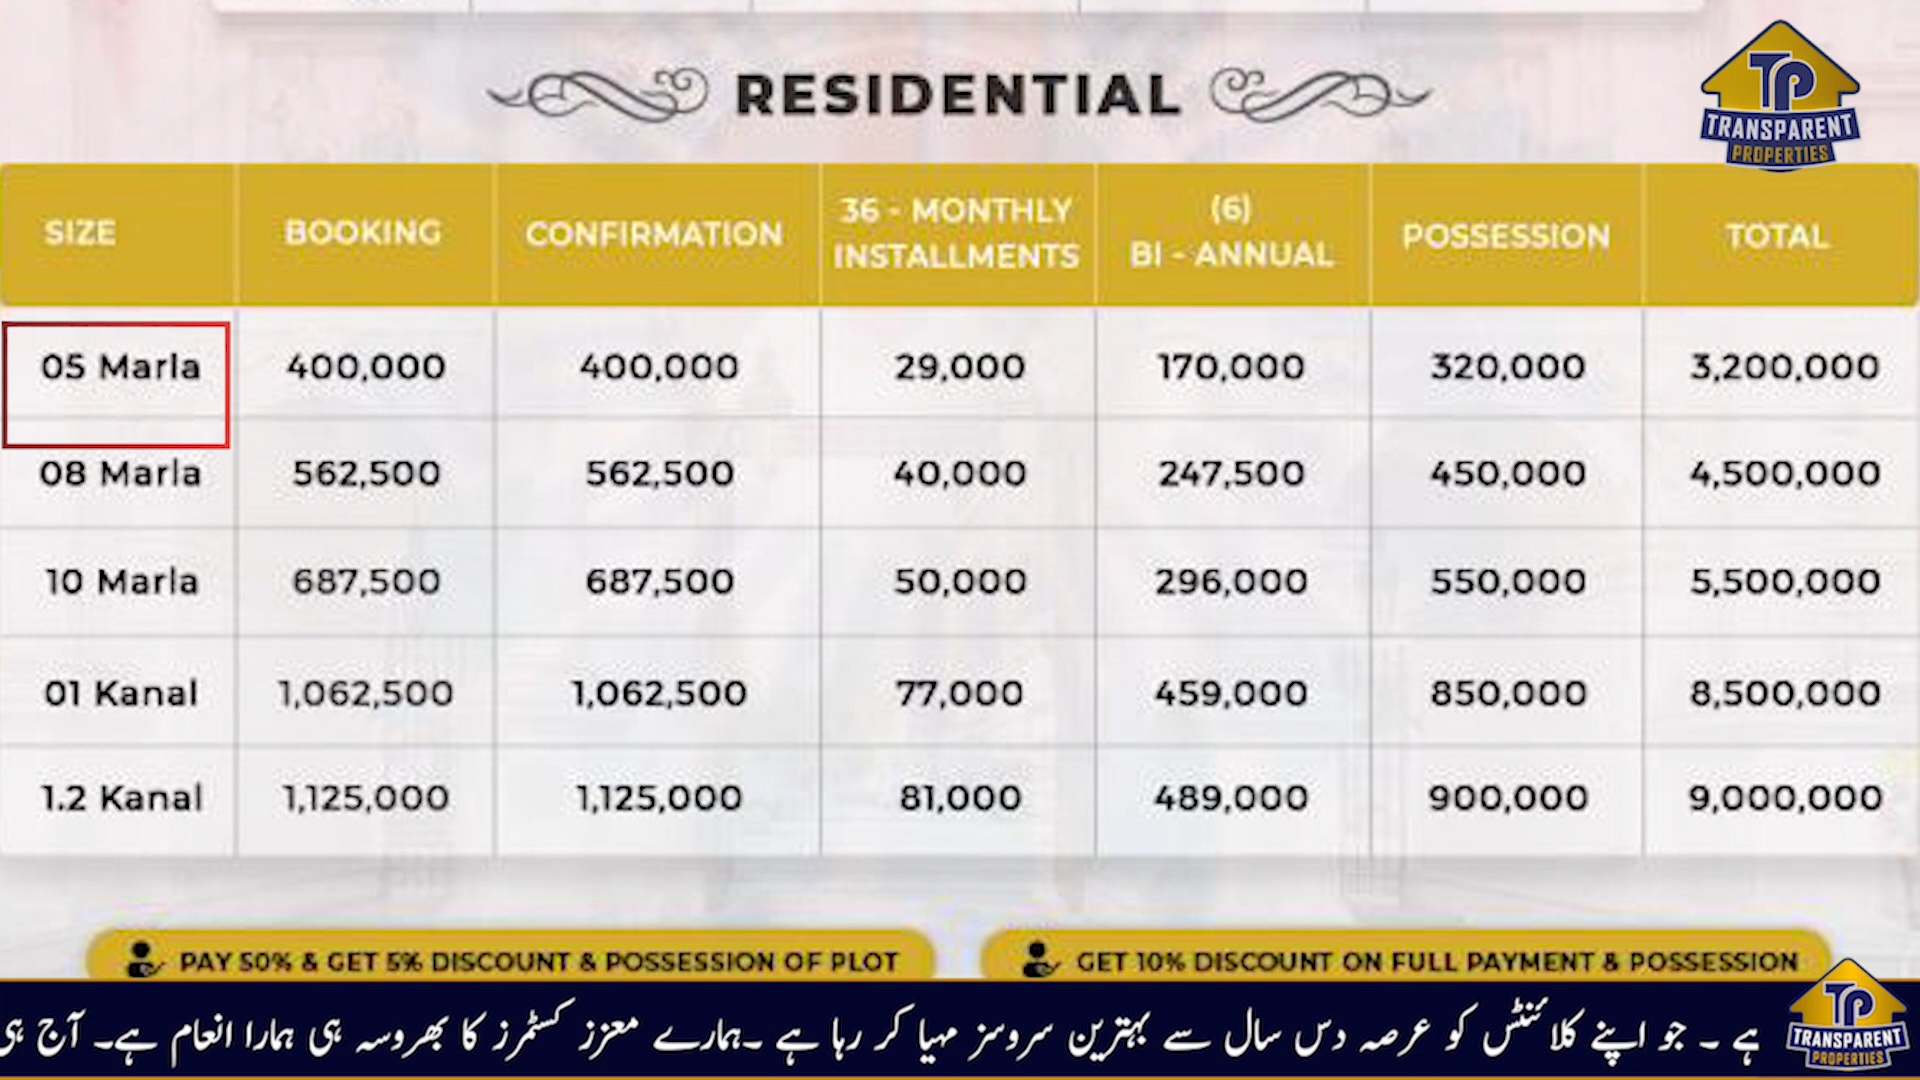 RESIDENTIAL
TP
TRANSPARENT
PROPERTIES
SIZE BOOKING CONFIRMATION 36 - MONTHLY INSTALLMENTS (6) BI - ANNUAL POSSESSION TOTAL
05 Marla 400,000 400,000 29,000 170,000 320,000 3,200,000
08 Marla 562,500 562,500 40,000 247,500 450,000 4,500,000
10 Marla 687,500 687,500 50,000 296,000 550,000 5,500,000
01 Kanal 1,062,500 1,062,500 77,000 459,000 850,000 8,500,000
1.2 Kanal 1,125,000 1,125,000 81,000 489,000 900,000 9,000,000
PAY 50% & GET 5% DISCOUNT & POSSESSION OF PLOT
GET 10% DISCOUNT ON FULL PAYMENT & POSSESSION
ہے ۔ جو اپنے کلائنٹس کو عرصہ دس سال سے بہترین سروسز مہیا کر رہا ہے ۔ہمارے معزز کسٹمرز کا بھروسہ ہی ہمارا انعام ہے۔ آج ہی
TP
TRANSPARENT
PROPERTIES